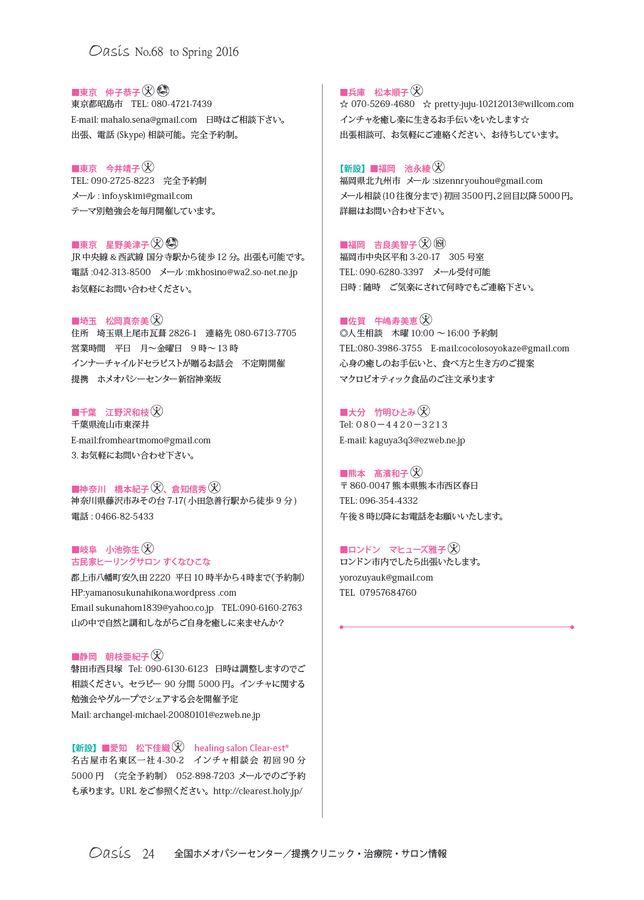 Oasis No.68 to Spring 2016
■東京 仲子恭子
東京都昭島市 TEL: 080-4721-7439
E-mail: mahalo.sena@gmail.com 日時はご相談下さい。
出張、電話 (Skype) 相談可能。完全予約制。
■東京 今井靖子
TEL: 090-2725-8223 完全予約制
メール : info.yskimi@gmail.com
テーマ別勉強会を毎月開催しています。
■東京 星野美津子
JR 中央線 & 西武線 国分寺駅から徒歩 12 分。出張も可能です。
電話 :042-313-8500 メール :mkhosino@wa2.so-net.ne.jp
お気軽にお問い合わせください。
■埼玉 松岡真奈美
住所 埼玉県上尾市瓦葺 2826-1 連絡先 080-6713-7705
営業時間 平日 月〜金曜日 9 時〜 13 時
インナーチャイルドセラピストが贈るお話会 不定期開催
提携 ホメオパシーセンター新宿神楽坂
■千葉 江野沢和枝
千葉県流山市東深井
E-mail:fromheartmomo@gmail.com
3. お気軽にお問い合わせ下さい。
■神奈川 橋本紀子、倉知信秀
神奈川県藤沢市みその台 7-17( 小田急善行駅から徒歩 9 分 )
電話 : 0466-82-5433
■岐阜 小池弥生
古民家ヒーリングサロン すくなひこな
郡上市八幡町安久田 2220 平日 10 時半から4時まで(予約制)
HP:yamanosukunahikona.wordpress .com
Email sukunahom1839@yahoo.co.jp TEL:090-6160-2763
山の中で自然と調和しながらご自身を癒しに来ませんか？
■静岡 朝枝亜紀子
磐田市西貝塚 Tel: 090-6130-6123 日時は調整しますのでご
相談ください。セラピー 90 分間 5000 円。インチャに関する
勉強会やグループでシェアする会を開催予定
Mail: archangel-michael-20080101@ezweb.ne.jp
【新設】■愛知 松下佳織 healing salon Clear-est*
名古屋市名東区一社 4-30-2 インチャ相談会 初回 90 分
5000 円 （完全予約制） 052-898-7203 メールでのご予約
も承ります。URL をご参照ください。http://clearest.holy.jp/
■兵庫 松本順子
☆ 070-5269-4680 ☆ pretty-juju-10212013@willcom.com
インチャを癒し楽に生きるお手伝いをいたします☆
出張相談可、お気軽にご連絡ください、お待ちしています。
【新設】■福岡 池永綾
福岡県北九州市 メール :sizennryouhou@gmail.com
メール相談 (10 往復分まで) 初回 3500 円、2 回目以降 5000 円。
詳細はお問い合わせ下さい。
■福岡 吉良美智子
福岡市中央区平和 3-20-17 305 号室
TEL: 090-6280-3397 メール受付可能
日時 : 随時 ご気楽にされて何時でもご連絡下さい。
■佐賀 牛嶋寿美恵
◎人生相談 木曜 10:00 〜 16:00 予約制
TEL:080-3986-3755 E-mail:cocolosoyokaze@gmail.com
心身の癒しのお手伝いと、食べ方と生き方のご提案
マクロビオティック食品のご注文承ります
■大分 竹明ひとみ
Tel: ０８０－４４２０－３２１３
E-mail: kaguya3q3@ezweb.ne.jp
■熊本 髙濱和子
〒 860-0047 熊本県熊本市西区春日
TEL: 096-354-4332
午後 8 時以降にお電話をお願いいたします。
■ロンドン マヒューズ雅子
ロンドン市内でしたら出張いたします。
yorozuyauk@gmail.com
TEL 07957684760
Oasis 24 全国ホメオパシーセンター／提携クリニック・治療院・サロン情報